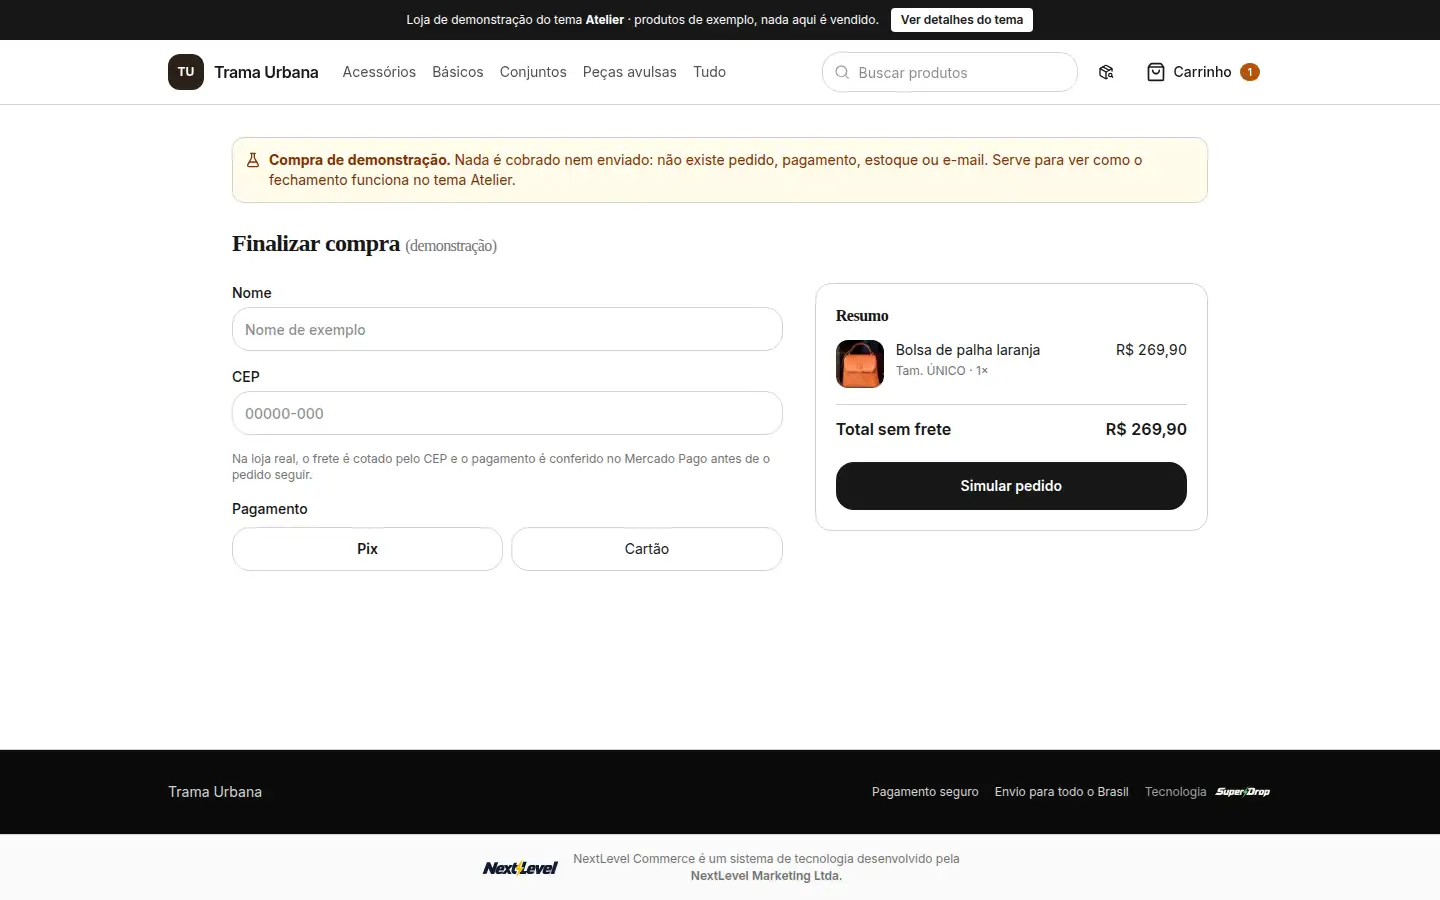 Loja de demonstração do tema Atelier · produtos de exemplo, nada aqui é vendido. Ver detalhes do tema
TU Trama Urbana Acessórios Básicos Conjuntos Peças avulsas Tudo Buscar produtos Carrinho 1
Compra de demonstração. Nada é cobrado nem enviado: não existe pedido, pagamento, estoque ou e-mail. Serve para ver como o
fechamento funciona no tema Atelier.
Finalizar compra (demonstração)
Nome
Nome de exemplo
CEP
00000-000
Na loja real, o frete é cotado pelo CEP e o pagamento é conferido no Mercado Pago antes de o
pedido seguir.
Pagamento
Pix Cartão
Resumo
Bolsa de palha laranja R$ 269,90
Tam. ÚNICO · 1×
Total sem frete R$ 269,90
Simular pedido
Trama Urbana Pagamento seguro Envio para todo o Brasil Tecnologia SuperDrop
NextLevel NextLevel Commerce é um sistema de tecnologia desenvolvido pela
NextLevel Marketing Ltda.